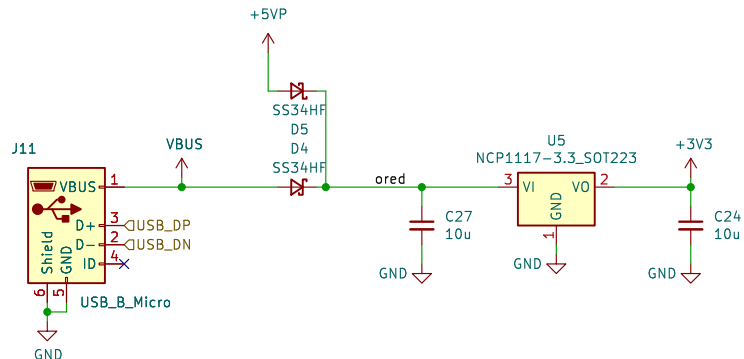 +5VP
SS34HF
D5
D4
SS34HF
J11
VBUS
ored
U5
NCP1117-3.3_SOT223
+3V3
VBUS 1
D+ 3 USB_DP
D- 2 USB_DN
ID 4
Shield
GND
6
5
USB_B_Micro
GND
3 VI
VO 2
GND
1
GND
C27
10u
GND
C24
10u
GND